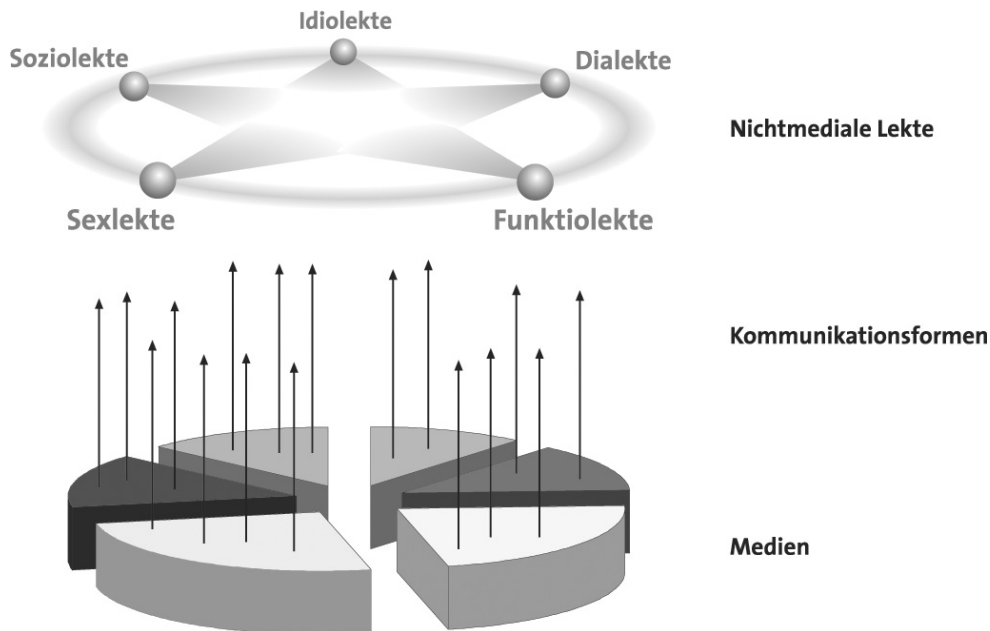 Idiolekte
Soziolekte
Dialekte
Nichtmediale Lekte
Sexlekte
Funktiolekte
Kommunikationsformen
Medien